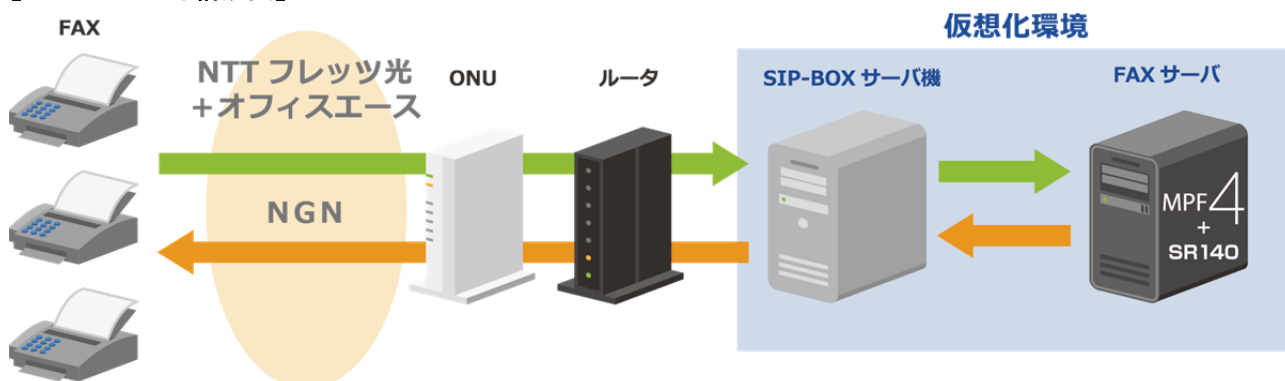 仮想化環境
FAX
NTT フレッツ光
+オフィスエース
ONU
ルータ
SIP-BOX サーバ機
FAX サーバ
NGN
MPF4
+
SR140